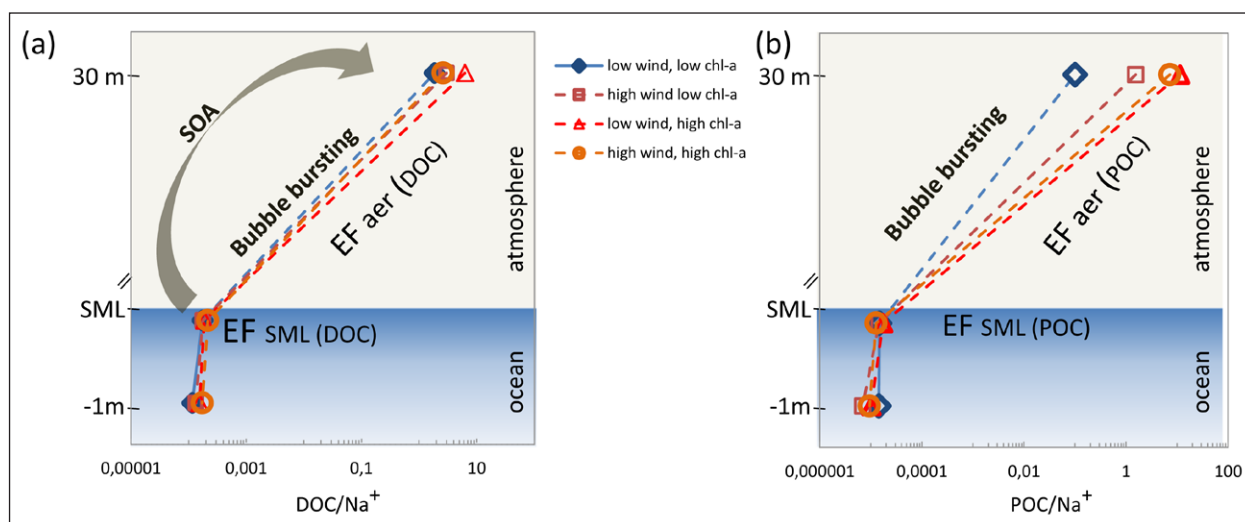 (a)
30 m
SOA
Bubble bursting
EF aer (DOC)
atmosphere
SML
EF SML (DOC)
-1m
ocean
0,00001
0,001
0,1
10
DOC/Na+
low wind, low chl-a
high wind low chl-a
low wind, high chl-a
high wind, high chl-a
(b)
30 m
Bubble bursting
EF aer (POC)
atmosphere
SML
EF SML (POC)
-1m
ocean
0,000001
0,0001
0,01
1
100
POC/Na+